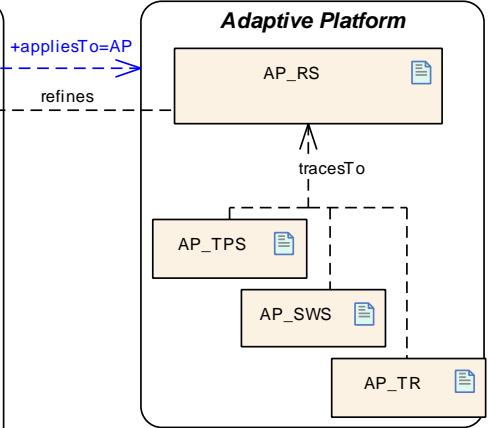 Adaptive Platform
+appliesTo=AP
AP_RS
refines
tracesTo
AP_TPS
AP_SWS
AP_TR